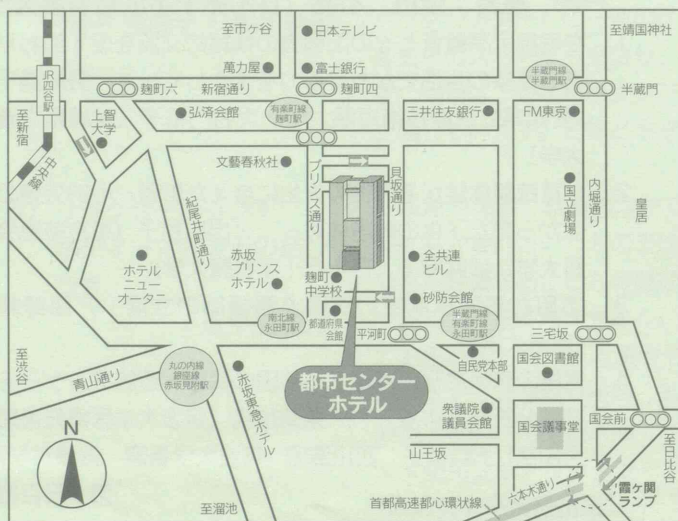 至市ヶ谷
日本テレビ
至靖国神社
萬力屋
富士銀行
半蔵門線
半蔵門駅
JR四谷駅
麹町六
新宿通り
麹町四
半蔵門
上智
大学
弘済会館
有楽町線
麹町駅
三井住友銀行
FM東京
至新宿
中央線
文藝春秋社
プリンス通り
貝坂通り
国立劇場
内堀通り
皇居
紀尾井町通り
ホテル
ニュー
オータニ
赤坂
プリンス
ホテル
麹町
中学校
全共連
ビル
砂防会館
南北線
永田町駅
都道府県
会館
平河町
半蔵門線
有楽町線
永田町駅
三宅坂
至渋谷
青山通り
丸の内線
銀座線
赤坂見附駅
赤坂東急ホテル
都市センター
ホテル
自民党本部
国会図書館
衆議院
議員会館
国会議事堂
国会前
至日比谷
N
山王坂
六本木通り
霞ヶ関
ランプ
至溜池
首都高速都心環状線